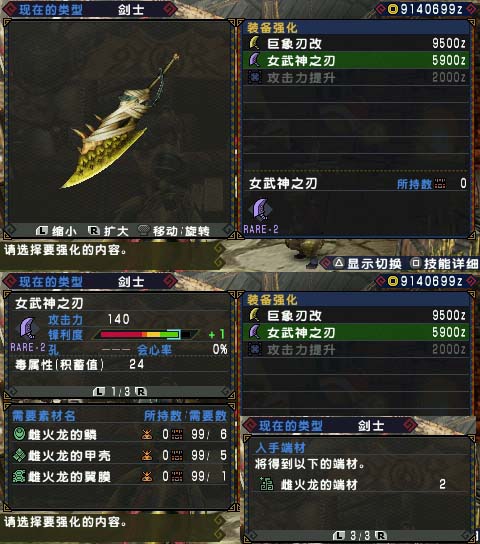 现在的类型 剑士
9140699z
装备强化
巨象刃改 9500z
女武神之刃 5900z
攻击力提升 2000z
女武神之刃 所持数 0
RARE-2
L 缩小 R 扩大 移动/旋转
请选择要强化的内容。
△显示切换 □技能详细
现在的类型 剑士
9140699z
女武神之刃
攻击力 140
锋利度 +1
RARE-2 孔 --- 会心率 0%
毒属性(积蓄值) 24
L 1/3 R
装备强化
巨象刃改 9500z
女武神之刃 5900z
攻击力提升 2000z
需要素材名 所持数/需要数
雌火龙的鳞 0 99/ 6
雌火龙的甲壳 0 99/ 5
雌火龙的翼膜 0 99/ 1
请选择要强化的内容。
现在的类型 剑士
入手端材
将得到以下的端材。
雌火龙的端材 2
L 3/3 R